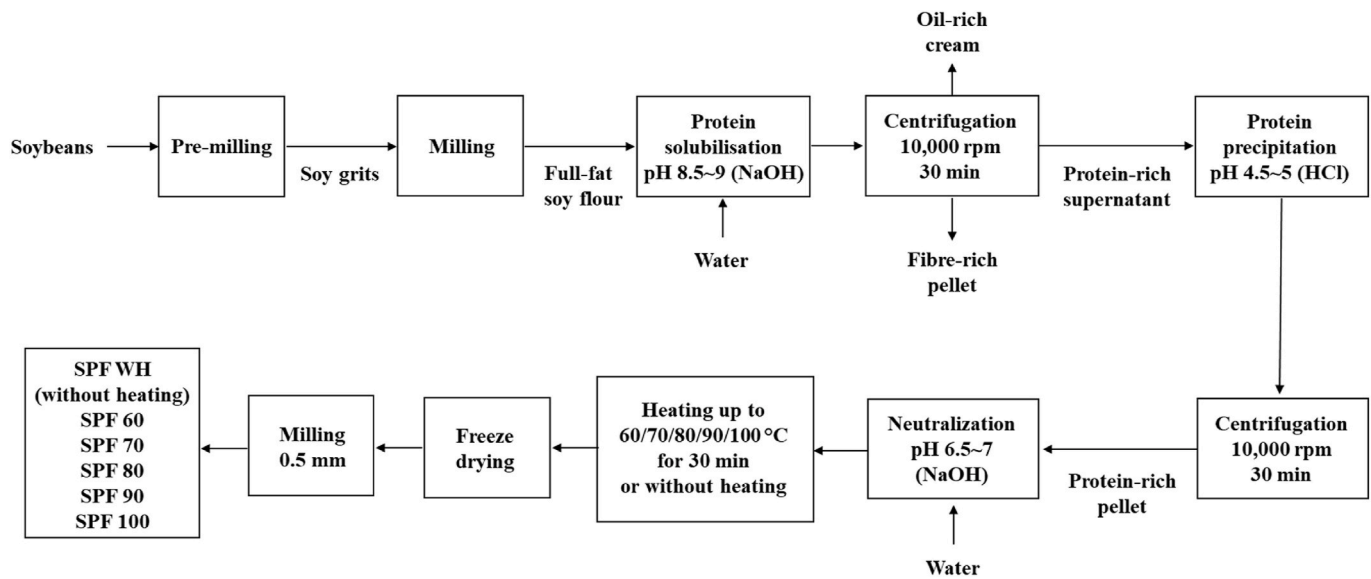 Soybeans
Pre-milling
Soy grits
Milling
Full-fat
soy flour
Protein
solubilisation
pH 8.5~9 (NaOH)
Water
Oil-rich
cream
Centrifugation
10,000 rpm
30 min
Fibre-rich
pellet
Protein-rich
supernatant
Protein
precipitation
pH 4.5~5 (HCl)
Centrifugation
10,000 rpm
30 min
Protein-rich
pellet
Neutralization
pH 6.5~7
(NaOH)
Water
Heating up to
60/70/80/90/100 °C
for 30 min
or without heating
Freeze
drying
Milling
0.5 mm
SPF WH
(without heating)
SPF 60
SPF 70
SPF 80
SPF 90
SPF 100